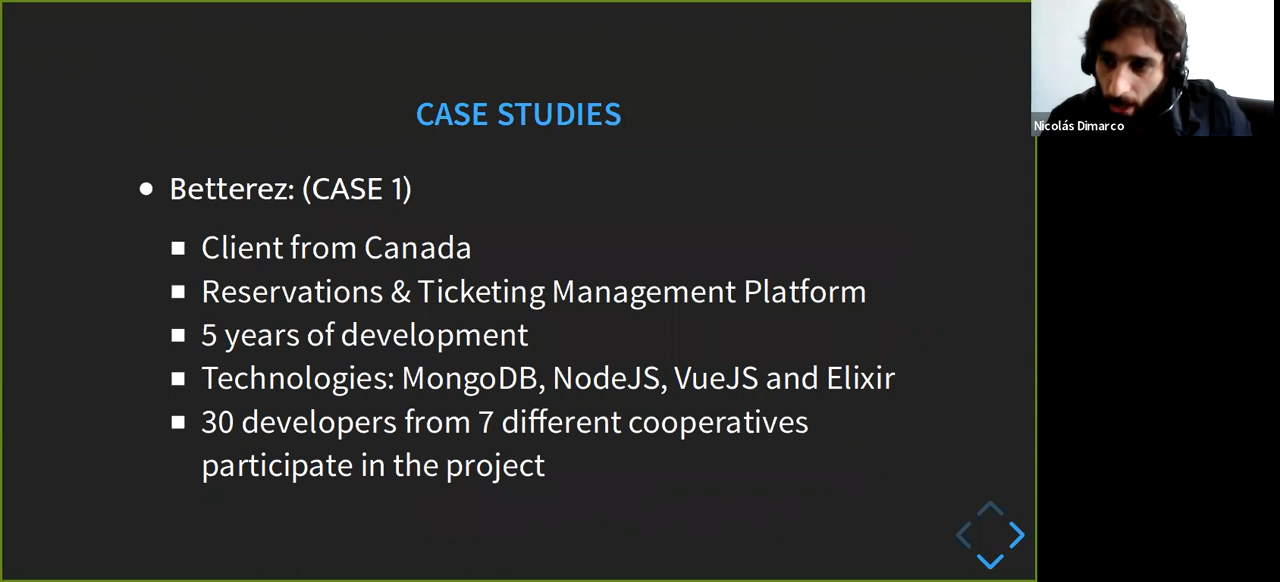 CASE STUDIES
Betterez: (CASE 1)
Client from Canada
Reservations & Ticketing Management Platform
5 years of development
Technologies: MongoDB, NodeJS, VueJS and Elixir
30 developers from 7 different cooperatives
participate in the project
Nicolás Dimarco